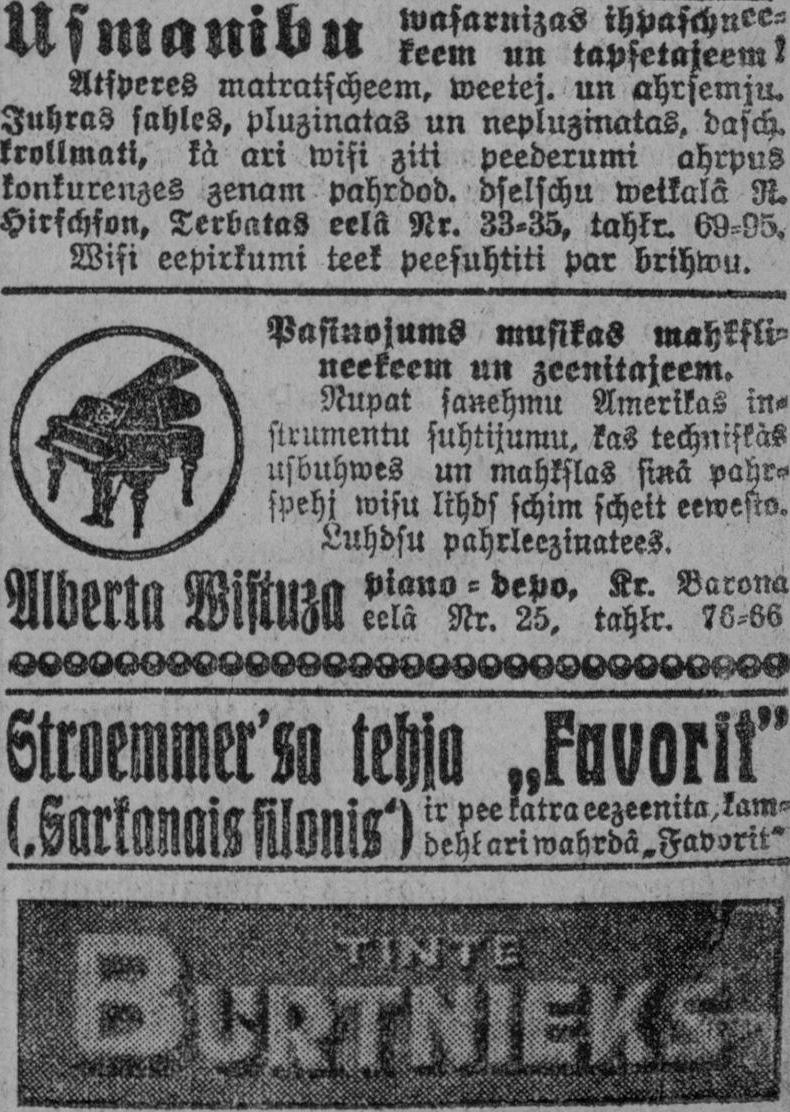 Usmanibu wasarnizas ihpaschnee=
keem un tapsetajeem!
Atsperes matratscheem, weetej. un ahrsemju.
Juhras sahles, pluzinatas un nepluzinatas, dasch.
krollmati, kà ari wisi ziti peederumi ahrpus
konkurenzes zenam pahrdod. dselschu weikalâ N.
Hirschson, Terbatas eelâ Nr. 33=35, tahlr. 69=95.
Wisi eepirkumi teek peesuhtiti par brihwu.
Pasinojums musikas mahksli=
neekeem un zeenitajeem.
Nupat sanehmu Amerikas in=
strumentu suhtijumu, kas techniskàs
usbuhwes un mahkslas sinâ pahr=
spehj wisu lihds schim scheit eewesto.
Luhdsu pahrleezinatees.
Alberta Wistuza piano=depo, Kr. Barona
eelâ Nr. 25, tahlr. 76=66
Stroemmer'sa tehja „Favorit”
(„Sarkanais silonis“) ir pee katra eezeenita, kam=
dehl ari wahrdâ „Favorit“
TINTE
BURTNIEKS